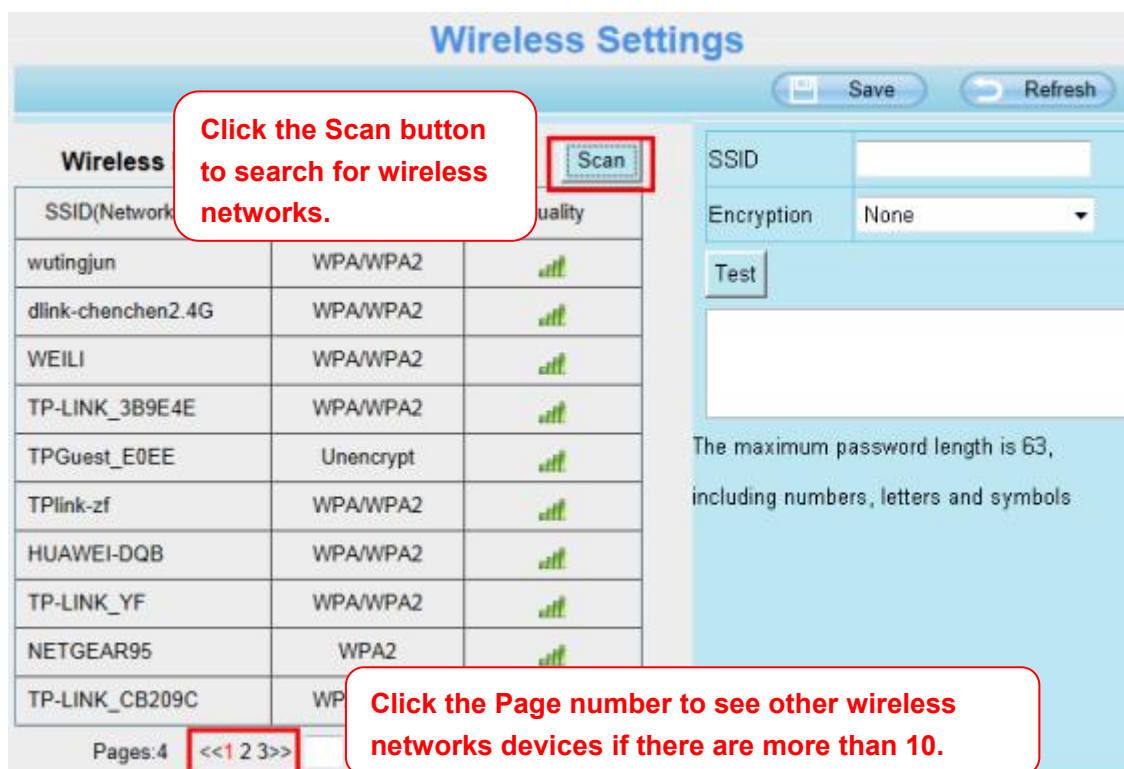 Wireless Settings
Save Refresh
Click the Scan button
to search for wireless
networks.
Wireless
Scan
SSID(Network
uality
wutingjun WPA/WPA2
dlink-chenchen2.4G WPA/WPA2
WEILI WPA/WPA2
TP-LINK_3B9E4E WPA/WPA2
TPGuest_E0EE Unencrypt
TPlink-zf WPA/WPA2
HUAWEI-DQB WPA/WPA2
TP-LINK_YF WPA/WPA2
NETGEAR95 WPA2
TP-LINK_CB209C WP
Pages:4 <<1 2 3>>
Click the Page number to see other wireless
networks devices if there are more than 10.
SSID
Encryption None
Test
The maximum password length is 63,
including numbers, letters and symbols